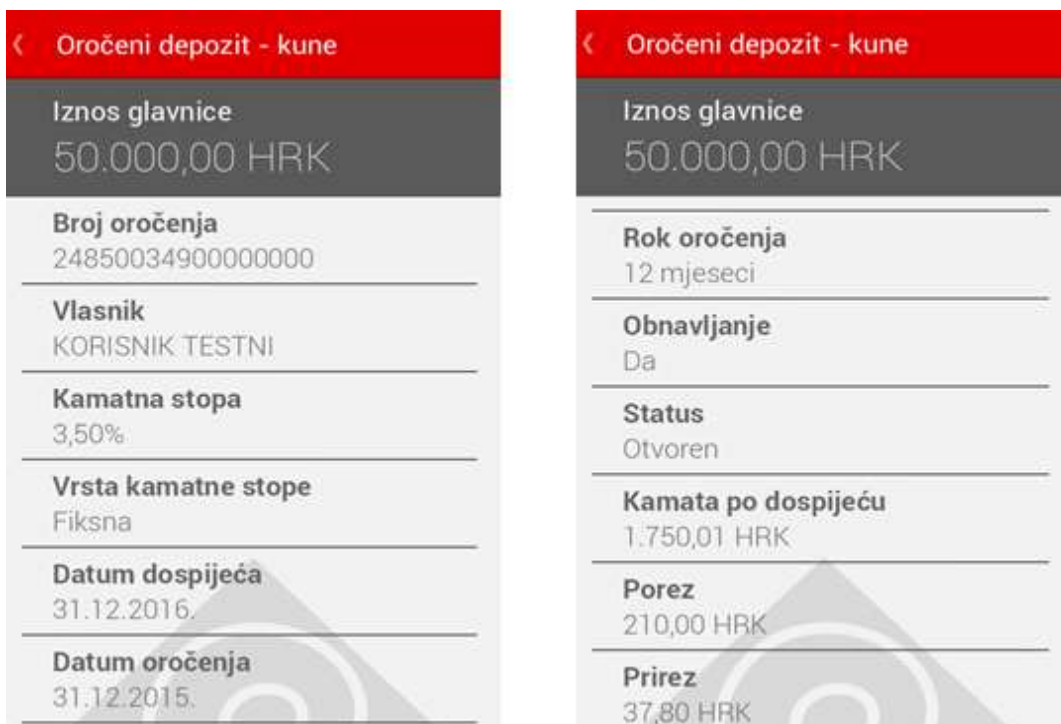 Oročeni depozit - kune
Iznos glavnice
50.000,00 HRK
Broj oročenja
24850034900000000
Vlasnik
KORISNIK TESTNI
Kamatna stopa
3,50%
Vrsta kamatne stope
Fiksna
Datum dospijeća
31.12.2016.
Datum oročenja
31.12.2015.
Oročeni depozit - kune
Iznos glavnice
50.000,00 HRK
Rok oročenja
12 mjeseci
Obnavljanje
Da
Status
Otvoren
Kamata po dospijeću
1.750,01 HRK
Porez
210,00 HRK
Prirez
37,80 HRK